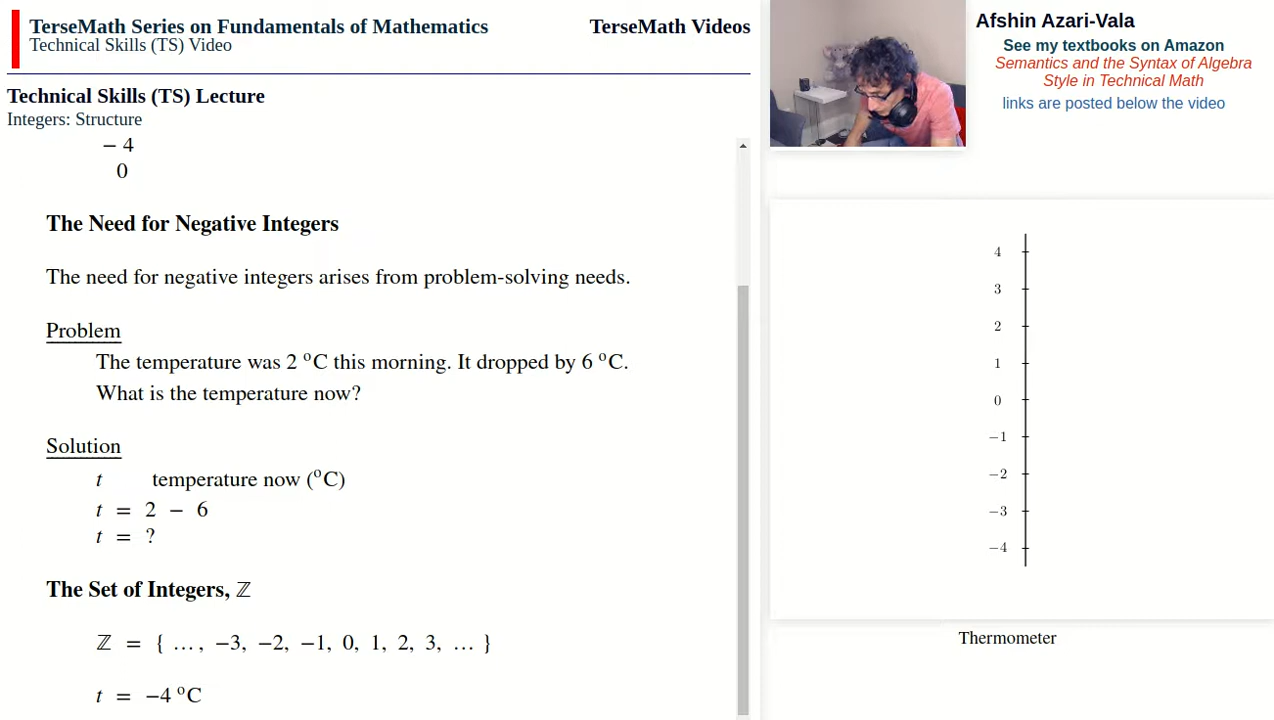 TerseMath Series on Fundamentals of Mathematics
Technical Skills (TS) Video
TerseMath Videos
Technical Skills (TS) Lecture
Integers: Structure
− 4
0
The Need for Negative Integers
The need for negative integers arises from problem-solving needs.
Problem
The temperature was 2 °C this morning. It dropped by 6 °C.
What is the temperature now?
Solution
t temperature now (°C)
t = 2 − 6
t = ?
The Set of Integers, ℤ
ℤ = { …, −3, −2, −1, 0, 1, 2, 3, … }
t = −4 °C
Afshin Azari-Vala
See my textbooks on Amazon
Semantics and the Syntax of Algebra
Style in Technical Math
links are posted below the video
4
3
2
1
0
−1
−2
−3
−4
Thermometer